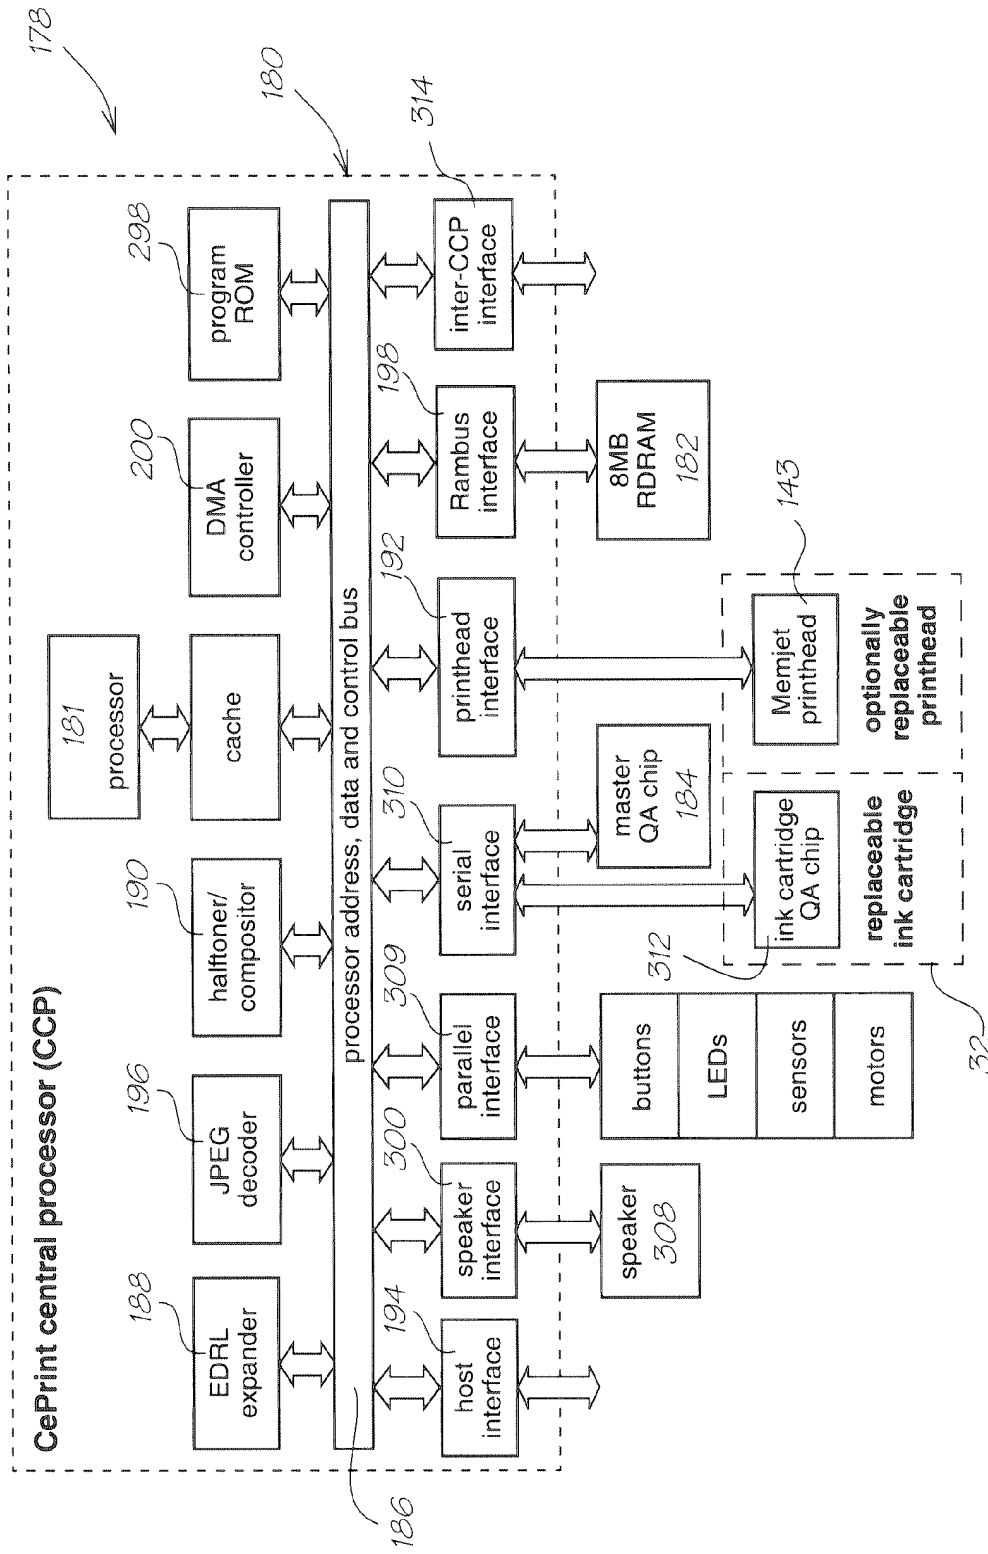 178
CePrint central processor (CCP)
180
181
processor
188
EDRL
expander
196
JPEG
decoder
190
halftoner/
compositor
cache
200
DMA
controller
298
program
ROM
186
processor address, data and control bus
194
host
interface
300
speaker
interface
309
parallel
interface
310
serial
interface
192
printhead
interface
198
Rambus
interface
314
inter-CCP
interface
speaker
308
buttons
LEDs
sensors
motors
master
QA chip
184
8MB
RDRAM
182
312
ink cartridge
QA chip
replaceable
ink cartridge
143
Memjet
printhead
optionally
replaceable
printhead
32